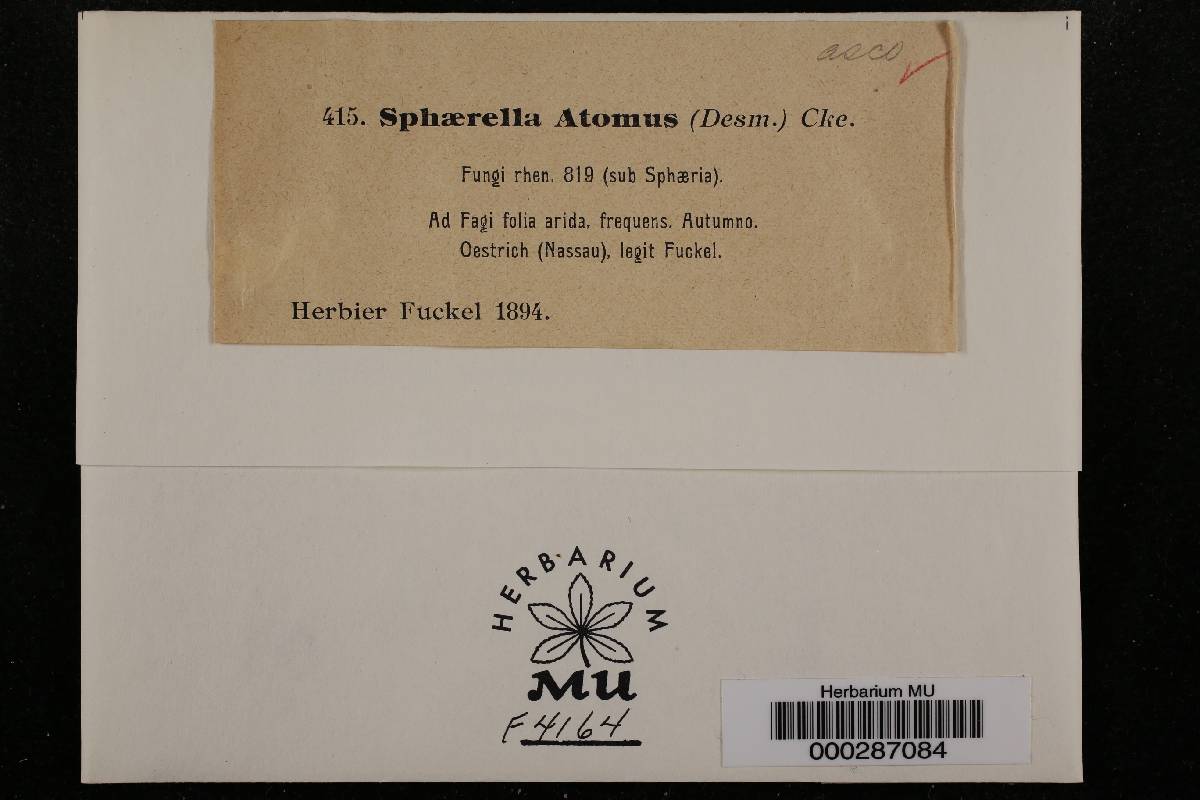 asco ✓
415. Sphærella Atomus (Desm.) Cke.
Fungi rhen. 819 (sub Sphæria).
Ad Fagi folia arida, frequens. Autumno.
Oestrich (Nassau), legit Fuckel.
Herbier Fuckel 1894.
HERBARIUM
MU
F4164
Herbarium MU
000287084